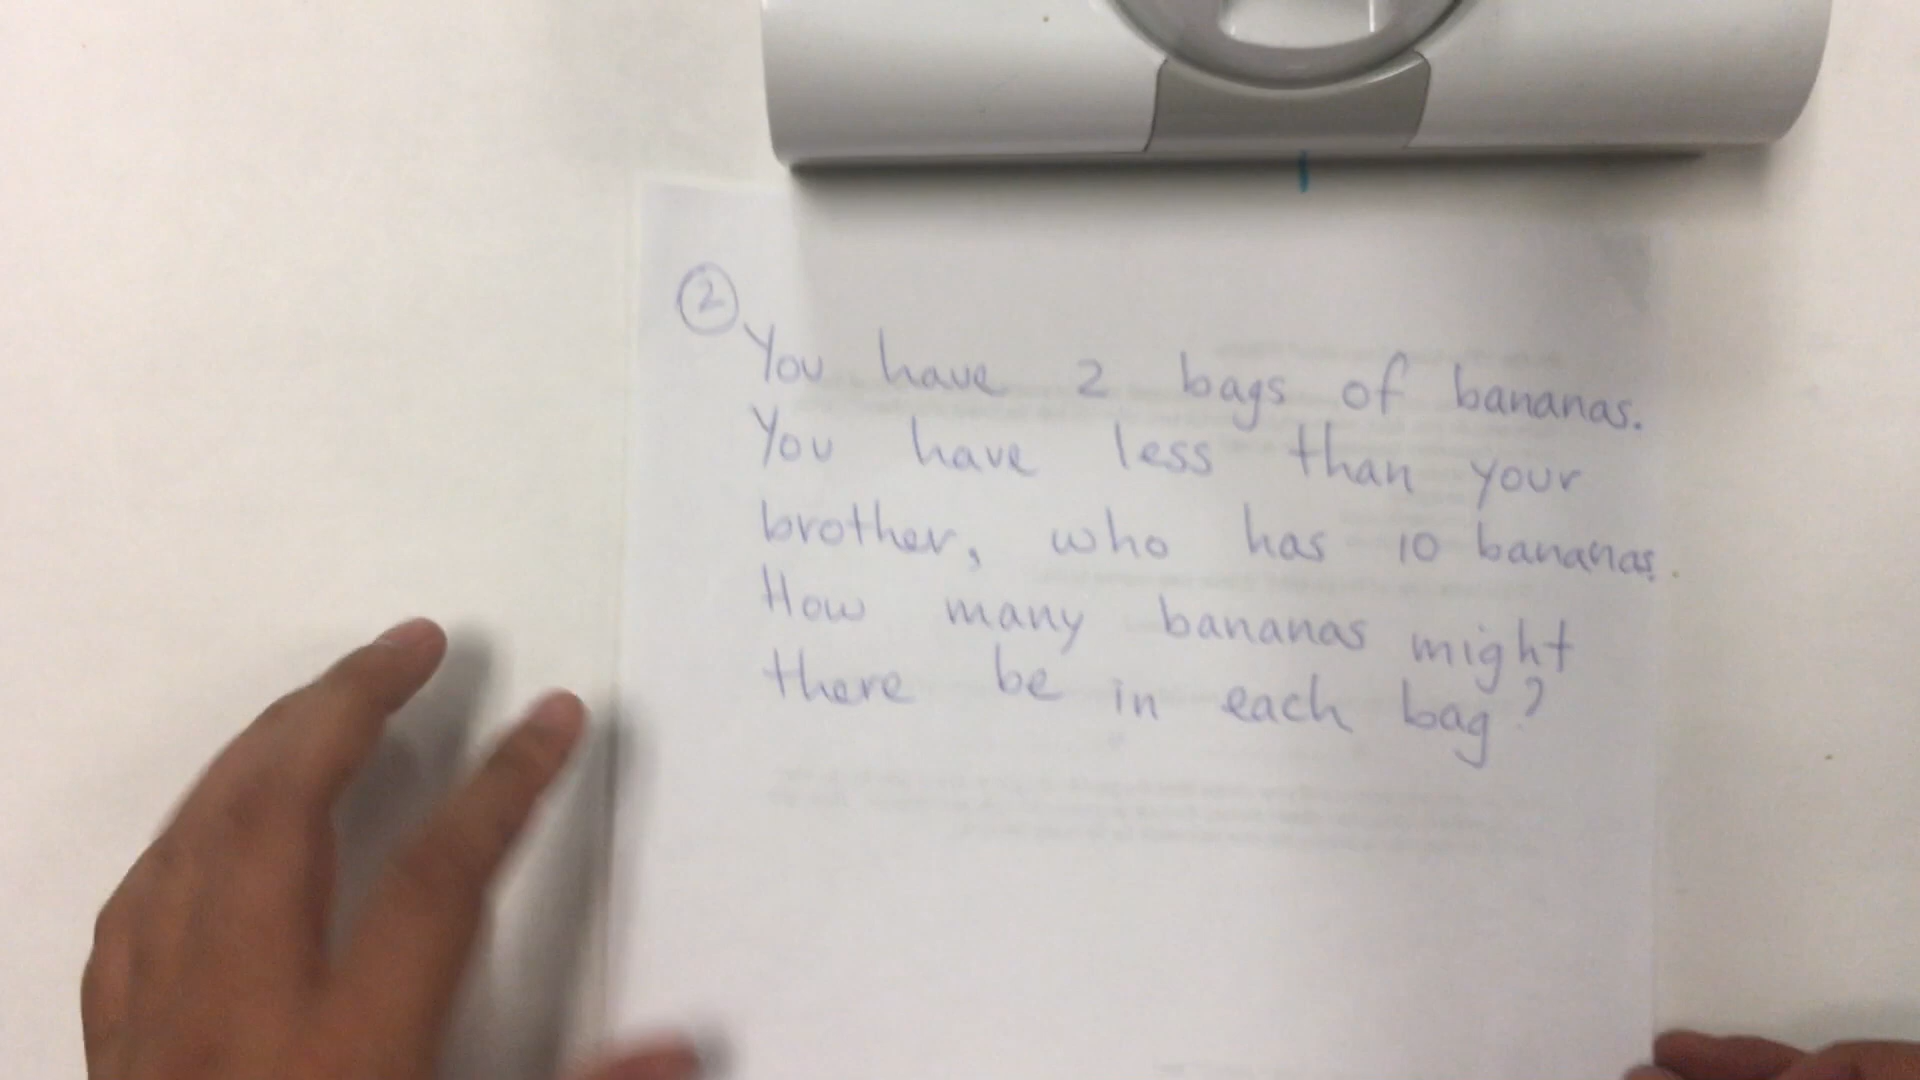 2
You have 2 bags of bananas.
You have less than your
brother, who has 10 bananas.
How many bananas might
there be in each bag?